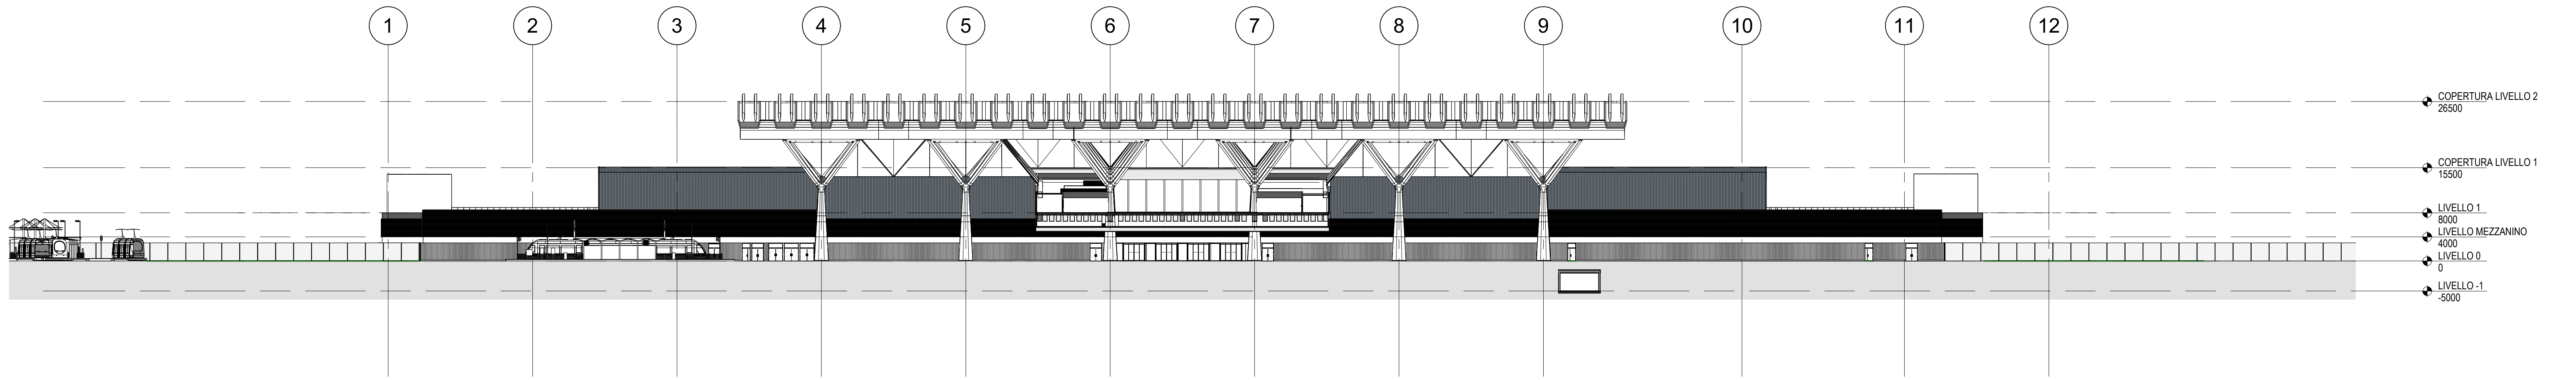 1 2 3 4 5 6 7 8 9 10 11 12
COPERTURA LIVELLO 2
26500
COPERTURA LIVELLO 1
15500
LIVELLO 1
8000
LIVELLO MEZZANINO
4000
LIVELLO 0
0
LIVELLO -1
-5000